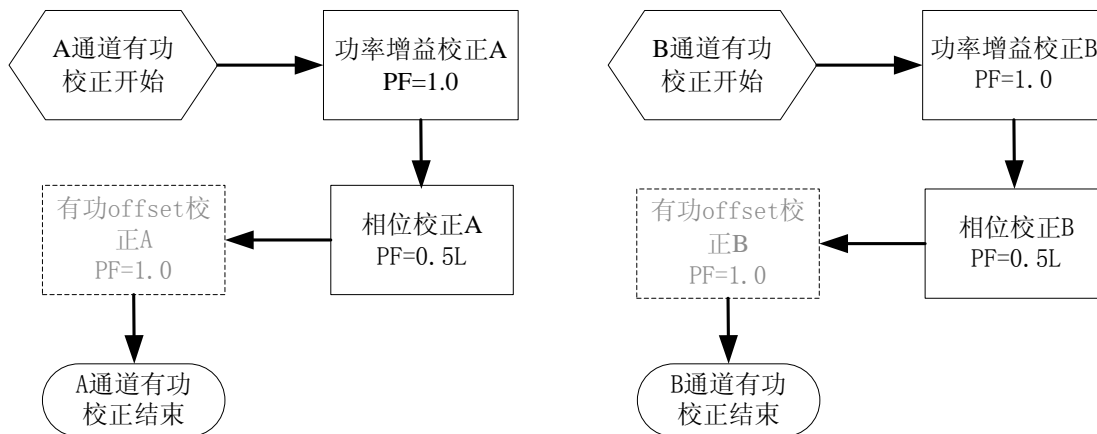 A通道有功
校正开始
功率增益校正A
PF=1.0
相位校正A
PF=0.5L
有功offset校
正A
PF=1.0
A通道有功
校正结束
B通道有功
校正开始
功率增益校正B
PF=1.0
相位校正B
PF=0.5L
有功offset校
正B
PF=1.0
B通道有功
校正结束